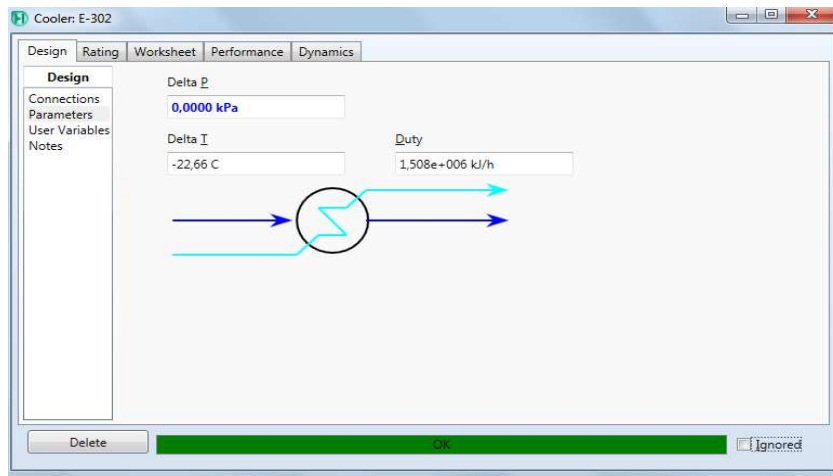 Cooler: E-302
Design Rating Worksheet Performance Dynamics
Design
Connections
Parameters
User Variables
Notes
Delta P
0,0000 kPa
Delta T
-22,66 C
Duty
1,508e+006 kJ/h
Delete
OK
Ignored